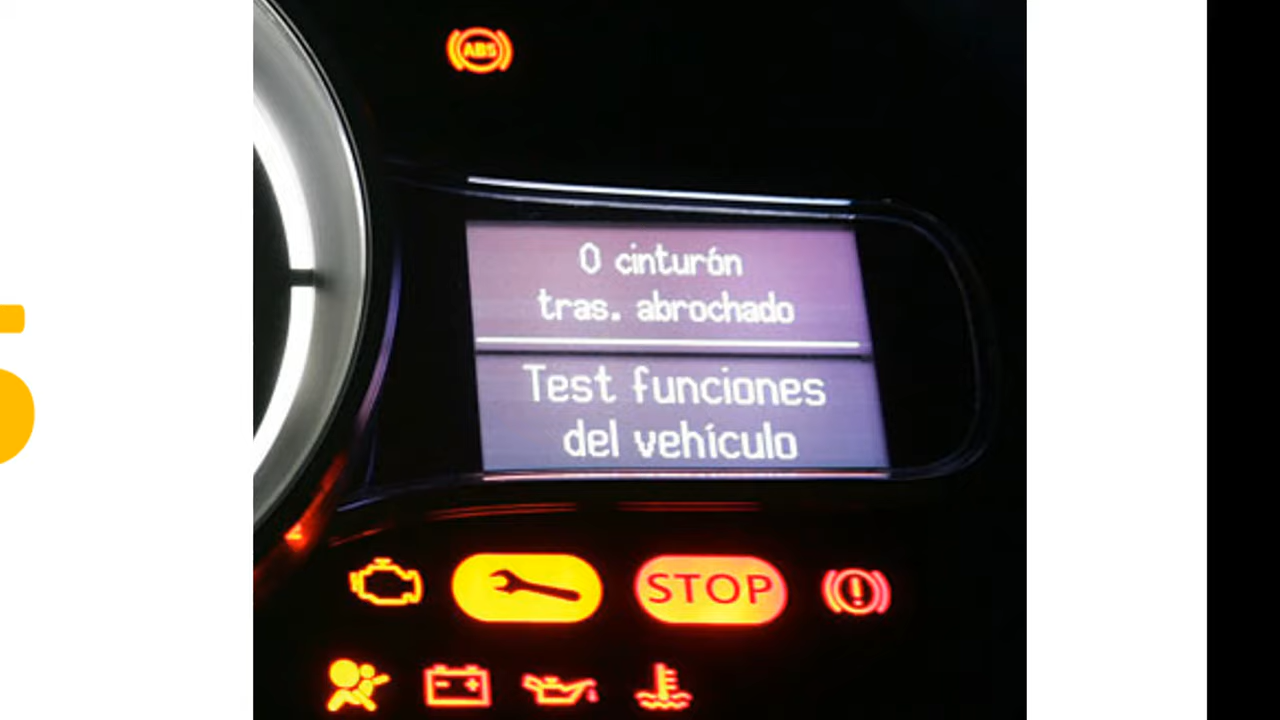 ABS
0 cinturón
tras. abrochado
Test funciones
del vehículo
STOP